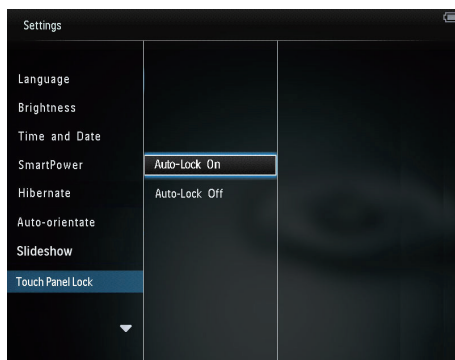 Settings
Language
Brightness
Time and Date
SmartPower
Auto-Lock On
Hibernate
Auto-Lock Off
Auto-orientate
Slideshow
Touch Panel Lock